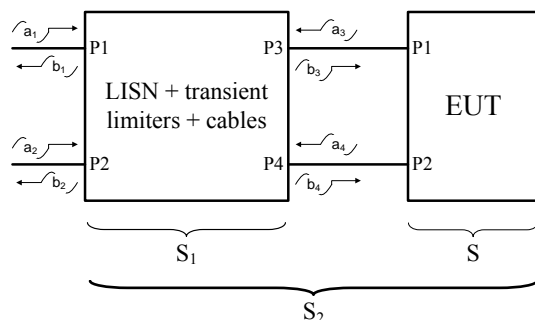 a1
a3
P1
P3
P1
b1
b3
LISN + transient
limiters + cables
EUT
a2
a4
P2
P4
P2
b2
b4
S1
S
S2